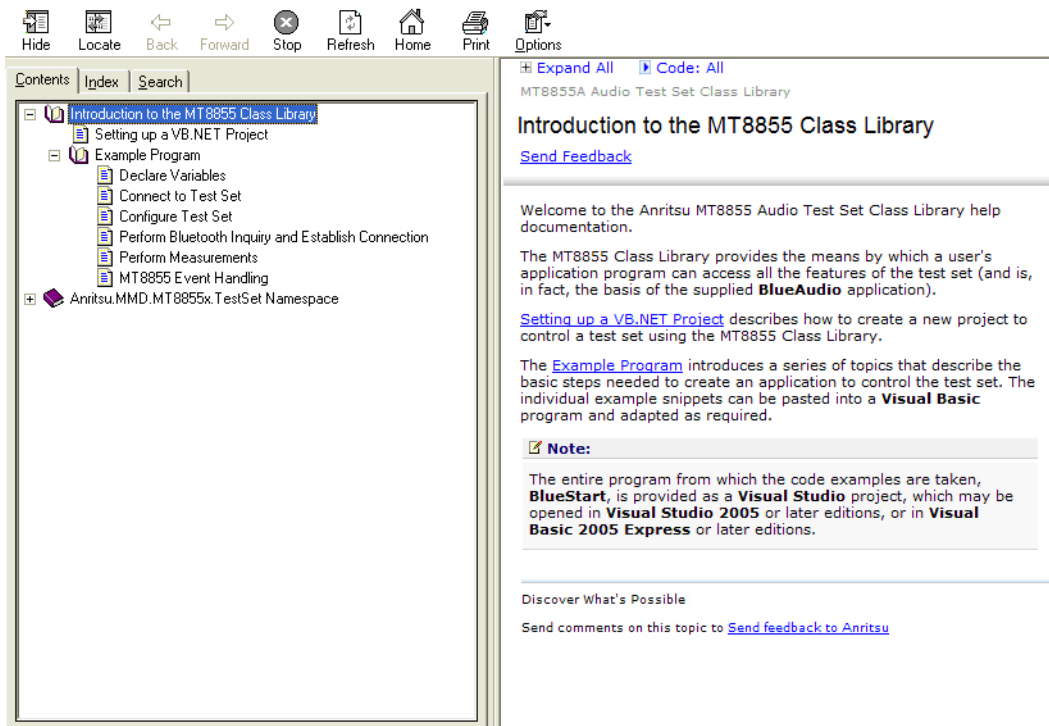 Hide Locate Back Forward Stop Refresh Home Print Options
Contents Index Search
Introduction to the MT8855 Class Library
Setting up a VB.NET Project
Example Program
Declare Variables
Connect to Test Set
Configure Test Set
Perform Bluetooth Inquiry and Establish Connection
Perform Measurements
MT8855 Event Handling
Anritsu.MMD.MT8855x.TestSet Namespace
Expand All Code: All
MT8855A Audio Test Set Class Library
Introduction to the MT8855 Class Library
Send Feedback
Welcome to the Anritsu MT8855 Audio Test Set Class Library help
documentation.
The MT8855 Class Library provides the means by which a user's
application program can access all the features of the test set (and is,
in fact, the basis of the supplied BlueAudio application).
Setting up a VB.NET Project describes how to create a new project to
control a test set using the MT8855 Class Library.
The Example Program introduces a series of topics that describe the
basic steps needed to create an application to control the test set. The
individual example snippets can be pasted into a Visual Basic
program and adapted as required.
Note:
The entire program from which the code examples are taken,
BlueStart, is provided as a Visual Studio project, which may be
opened in Visual Studio 2005 or later editions, or in Visual
Basic 2005 Express or later editions.
Discover What's Possible
Send comments on this topic to Send feedback to Anritsu